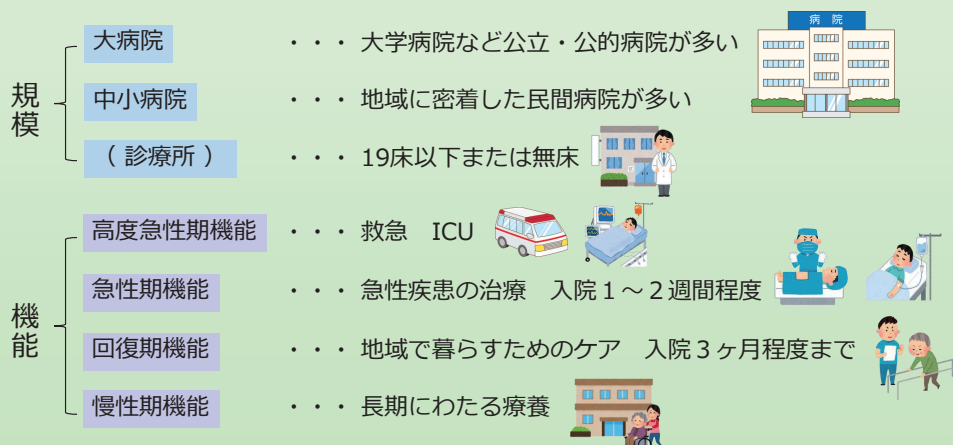 規模
大病院 ・・・ 大学病院など公立・公的病院が多い
病院
中小病院 ・・・ 地域に密着した民間病院が多い
（ 診療所 ） ・・・ 19床以下または無床
機能
高度急性期機能 ・・・ 救急　ICU
急性期機能 ・・・ 急性疾患の治療　入院１～２週間程度
回復期機能 ・・・ 地域で暮らすためのケア　入院３ヶ月程度まで
慢性期機能 ・・・ 長期にわたる療養